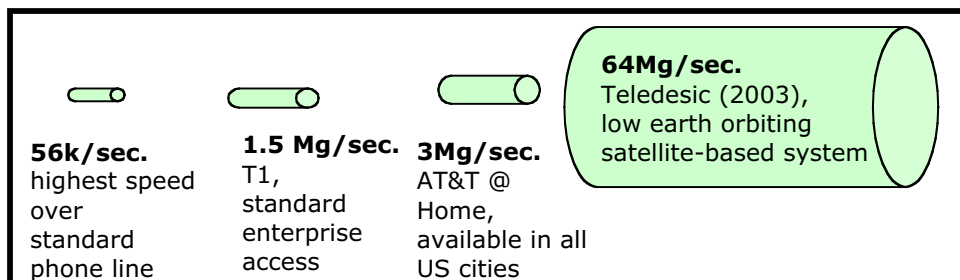 56k/sec.
highest speed
over
standard
phone line
1.5 Mg/sec.
T1,
standard
enterprise
access
3Mg/sec.
AT&T @
Home,
available in all
US cities
64Mg/sec.
Teledesic (2003),
low earth orbiting
satellite-based system